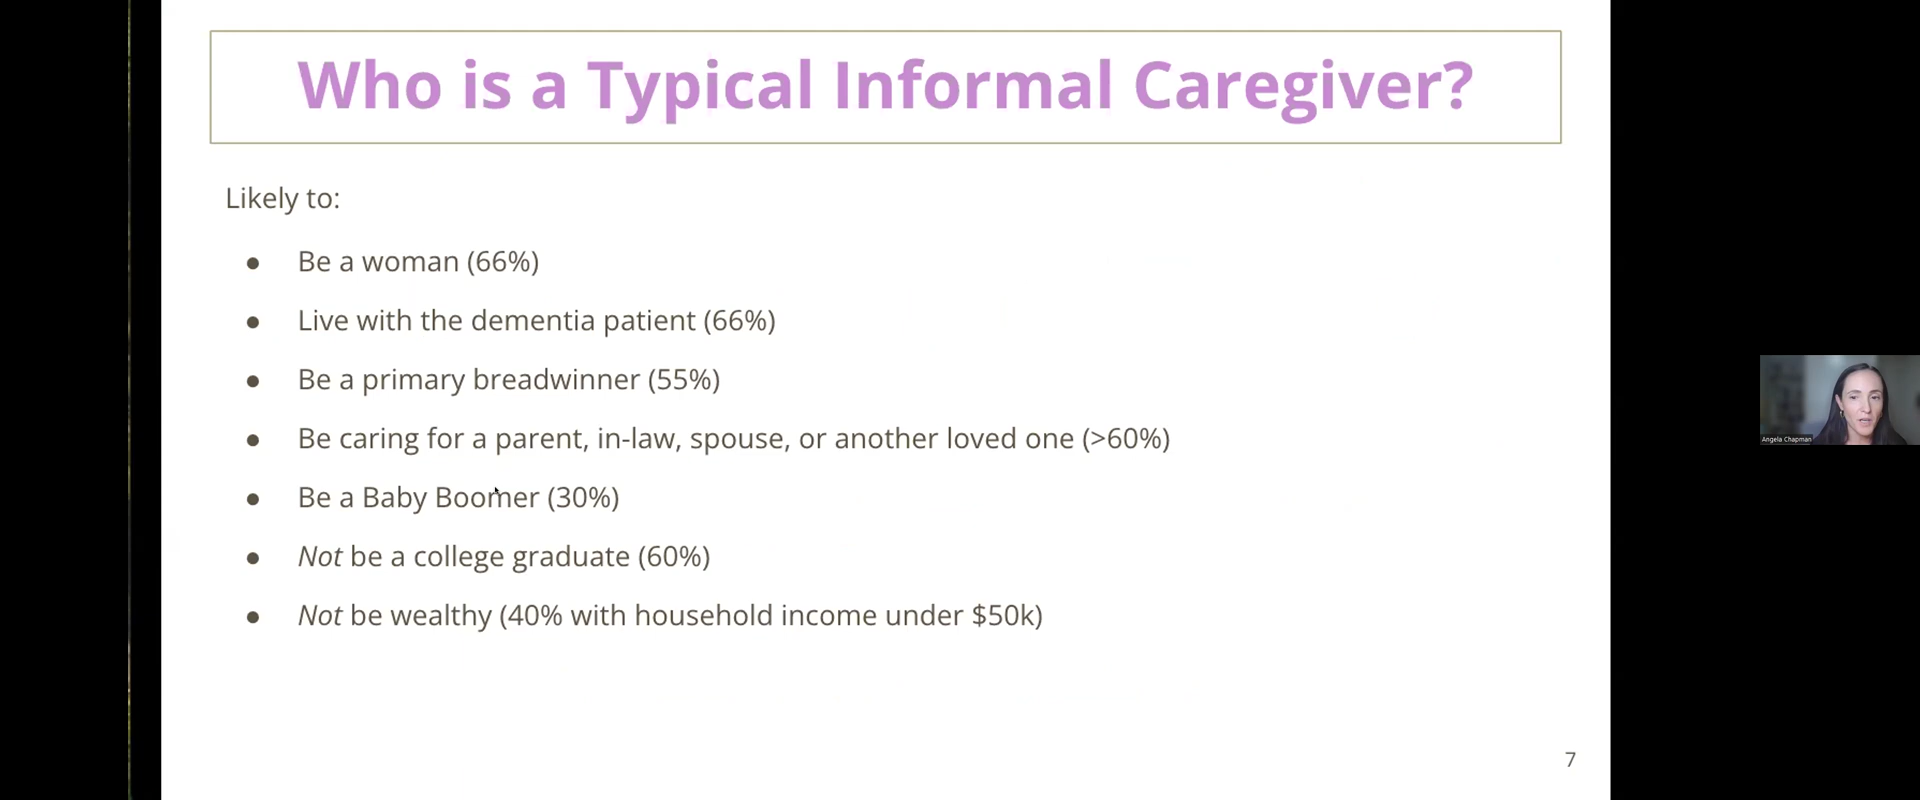 Who is a Typical Informal Caregiver?
Likely to:
● Be a woman (66%)
● Live with the dementia patient (66%)
● Be a primary breadwinner (55%)
● Be caring for a parent, in-law, spouse, or another loved one (>60%)
● Be a Baby Boomer (30%)
● Not be a college graduate (60%)
● Not be wealthy (40% with household income under $50k)
7
Angela Chapman